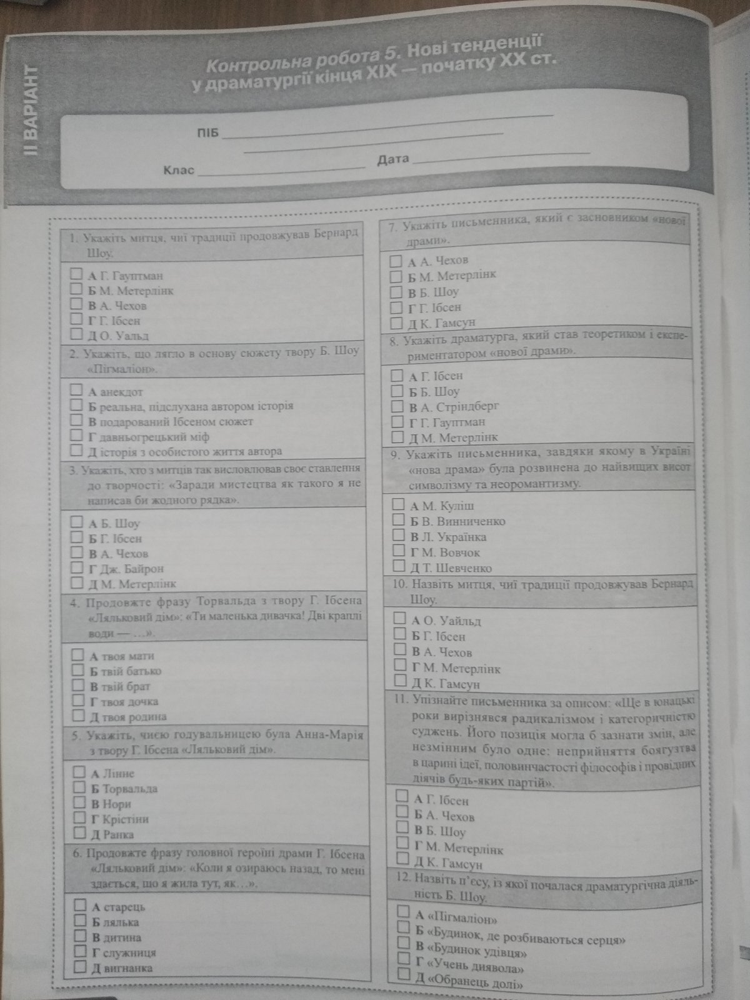 II ВАРІАНТ
Контрольна робота 5. Нові тенденції
у драматургії кінця XIX — початку XX ст.
ПІБ
Клас
Дата
1. Укажіть митця, чиї традиції продовжував Бернард
Шоу.
А Г. Гауптман
Б М. Метерлінк
В А. Чехов
Г Г. Ібсен
Д О. Уальд
2. Укажіть, що лягло в основу сюжету твору Б. Шоу
«Пігмаліон».
А анекдот
Б реальна, підслухана автором історія
В подарований Ібсеном сюжет
Г давньогрецький міф
Д історія з особистого життя автора
3. Укажіть, хто з митців так висловлював своє ставлення
до творчості: «Заради мистецтва як такого я не
написав би жодного рядка».
А Б. Шоу
Б Г. Ібсен
В А. Чехов
Г Дж. Байрон
Д М. Метерлінк
4. Продовжте фразу Торвальда з твору Г. Ібсена
«Ляльковий дім»: «Ти маленька дивачка! Дві краплі
води — …».
А твоя мати
Б твій батько
В твій брат
Г твоя дочка
Д твоя родина
5. Укажіть, чиєю годувальницею була Анна-Марія
з твору Г. Ібсена «Ляльковий дім».
А Лінне
Б Торвальда
В Нори
Г Крістіни
Д Ранка
6. Продовжте фразу головної героїні драми Г. Ібсена
«Ляльковий дім»: «Коли я озираюсь назад, то мені
здається, що я жила тут, як…».
А старець
Б лялька
В дитина
Г служниця
Д вигнанка
7. Укажіть письменника, який є засновником «нової
драми».
А А. Чехов
Б М. Метерлінк
В Б. Шоу
Г Г. Ібсен
Д К. Гамсун
8. Укажіть драматурга, який став теоретиком і експе-
риментатором «нової драми».
А Г. Ібсен
Б Б. Шоу
В А. Стріндберг
Г Г. Гауптман
Д М. Метерлінк
9. Укажіть письменника, завдяки якому в Україні
«нова драма» була розвинена до найвищих висот
символізму та неоромантизму.
А М. Куліш
Б В. Винниченко
В Л. Українка
Г М. Вовчок
Д Т. Шевченко
10. Назвіть митця, чиї традиції продовжував Бернард
Шоу.
А О. Уайльд
Б Г. Ібсен
В А. Чехов
Г М. Метерлінк
Д К. Гамсун
11. Упізнайте письменника за описом: «Ще в юнацькі
роки вирізнявся радикалізмом і категоричністю
суджень. Його позиція могла б зазнати змін, але
незмінним було одне: неприйняття боягузтва
в царині ідеї, половинчастості філософів і провідних
діячів будь-яких партій».
А Г. Ібсен
Б А. Чехов
В Б. Шоу
Г М. Метерлінк
Д К. Гамсун
12. Назвіть п’єсу, із якої почалася драматургічна діяль-
ність Б. Шоу.
А «Пігмаліон»
Б «Будинок, де розбиваються серця»
В «Будинок удівця»
Г «Учень диявола»
Д «Обранець долі»